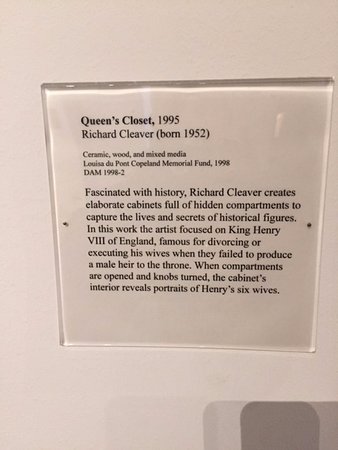 Queen's Closet, 1995
Richard Cleaver (born 1952)
Ceramic, wood, and mixed media
Louisa du Pont Copeland Memorial Fund, 1998
DAM 1998-2
Fascinated with history, Richard Cleaver creates
elaborate cabinets full of hidden compartments to
capture the lives and secrets of historical figures.
In this work the artist focused on King Henry
VIII of England, famous for divorcing or
executing his wives when they failed to produce
a male heir to the throne. When compartments
are opened and knobs turned, the cabinet's
interior reveals portraits of Henry's six wives.